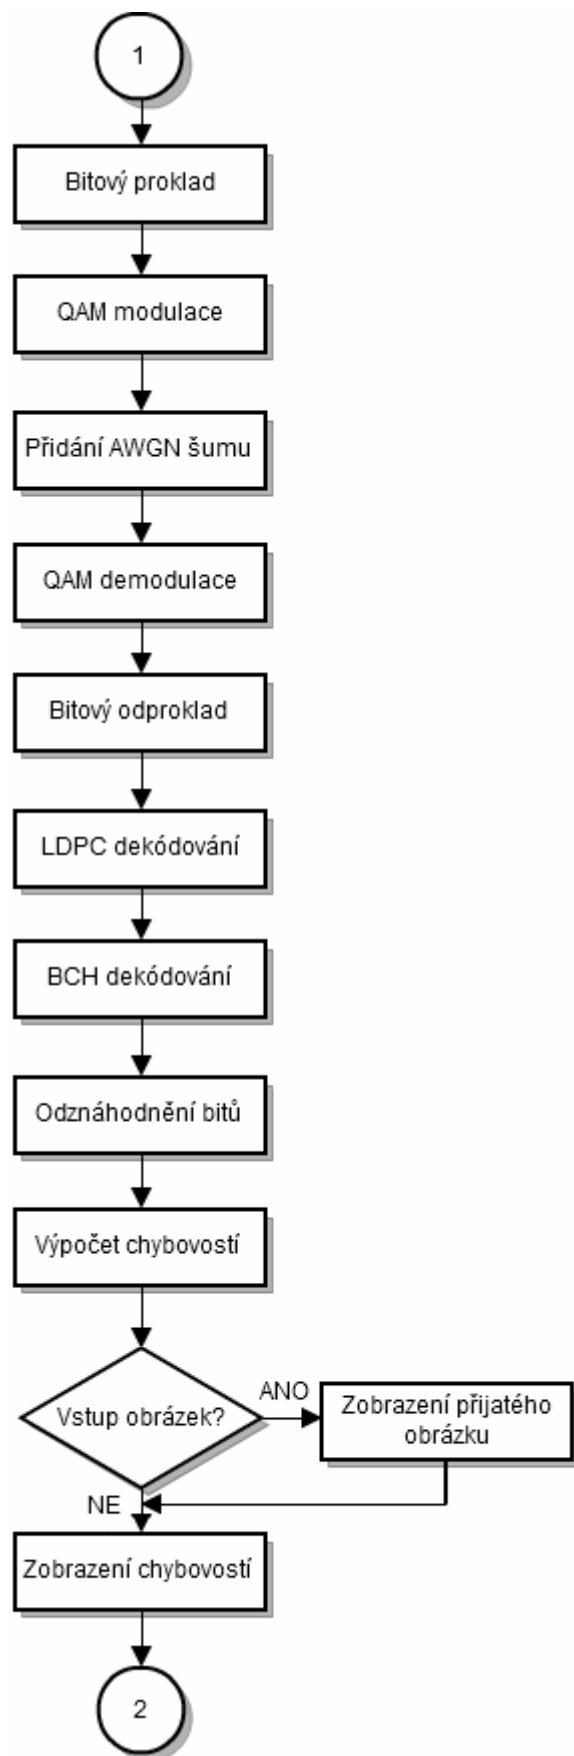 1
Bitový proklad
QAM modulace
Přidání AWGN šumu
QAM demodulace
Bitový odproklad
LDPC dekódování
BCH dekódování
Odznáhodnění bitů
Výpočet chybovostí
Vstup obrázek?
ANO
Zobrazení přijatého
obrázku
NE
Zobrazení chybovostí
2